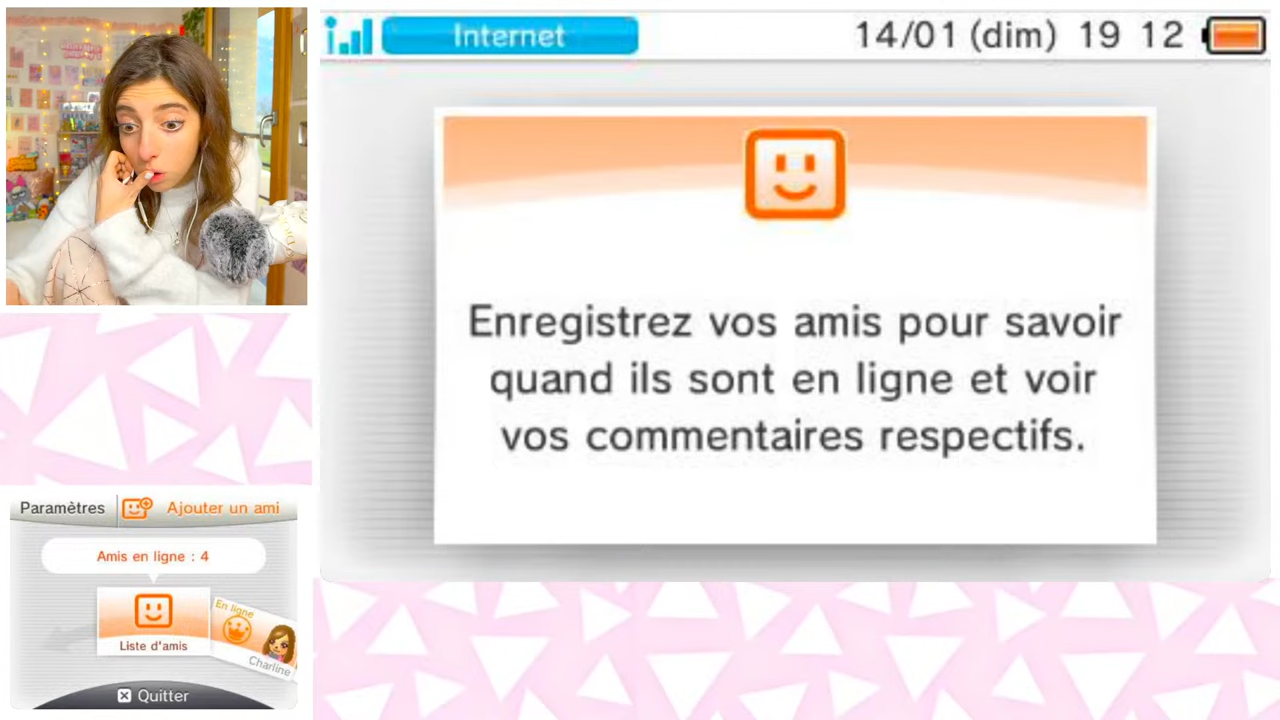 Internet
14/01 (dim) 19 12
Enregistrez vos amis pour savoir
quand ils sont en ligne et voir
vos commentaires respectifs.
Paramètres
Ajouter un ami
Amis en ligne : 4
Liste d'amis
En ligne
Charline
X Quitter